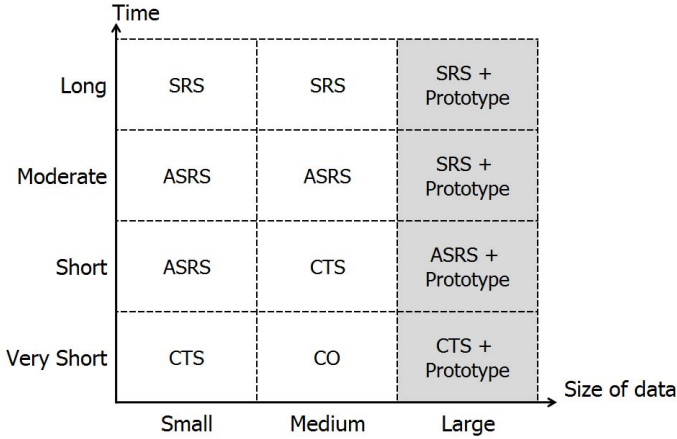 Time
Long
SRS
SRS
SRS +
Prototype
Moderate
ASRS
ASRS
SRS +
Prototype
Short
ASRS
CTS
ASRS +
Prototype
Very Short
CTS
CO
CTS +
Prototype
Size of data
Small
Medium
Large